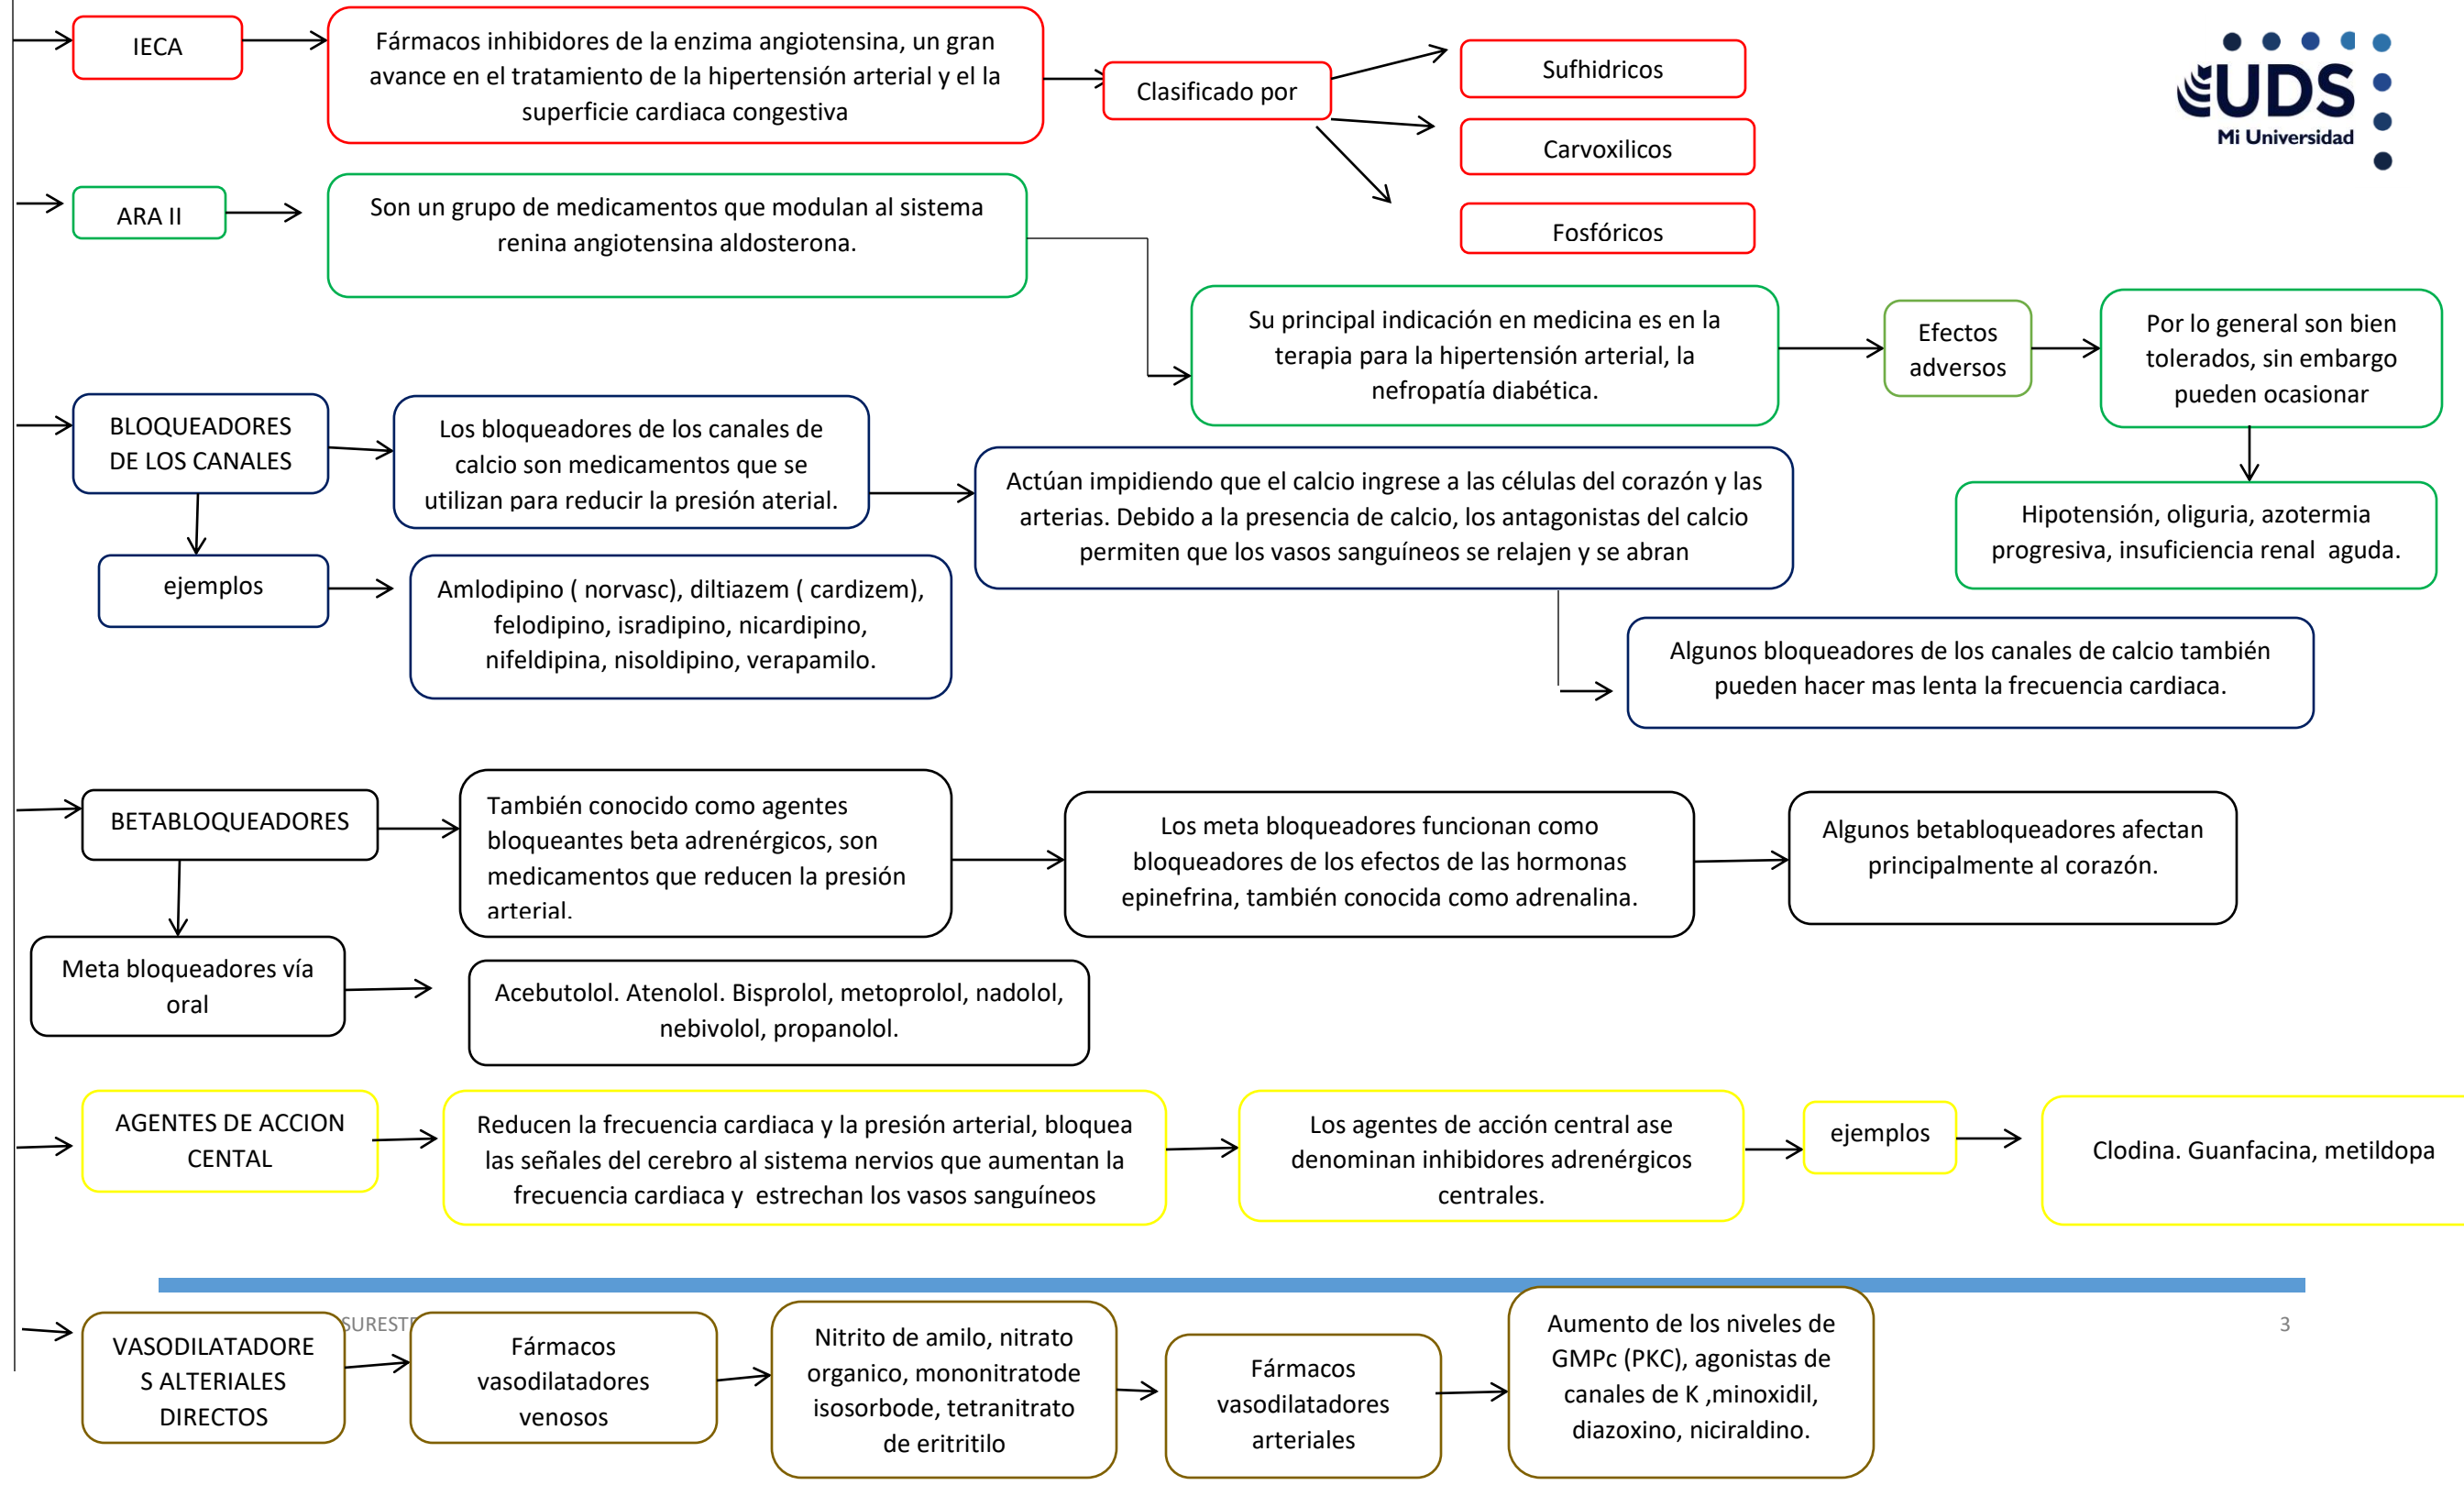 IECA
Fármacos inhibidores de la enzima angiotensina, un gran
avance en el tratamiento de la hipertensión arterial y el la
superficie cardiaca congestiva
Clasificado por
Sufhidricos
Carvoxilicos
Fosfóricos
UDS
Mi Universidad
ARA II
Son un grupo de medicamentos que modulan al sistema
renina angiotensina aldosterona.
Su principal indicación en medicina es en la
terapia para la hipertensión arterial, la
nefropatía diabética.
Efectos
adversos
Por lo general son bien
tolerados, sin embargo
pueden ocasionar
Hipotensión, oliguria, azotermia
progresiva, insuficiencia renal aguda.
BLOQUEADORES
DE LOS CANALES
Los bloqueadores de los canales de
calcio son medicamentos que se
utilizan para reducir la presión aterial.
Actúan impidiendo que el calcio ingrese a las células del corazón y las
arterias. Debido a la presencia de calcio, los antagonistas del calcio
permiten que los vasos sanguíneos se relajen y se abran
Algunos bloqueadores de los canales de calcio también
pueden hacer mas lenta la frecuencia cardiaca.
ejemplos
Amlodipino ( norvasc), diltiazem ( cardizem),
felodipino, isradipino, nicardipino,
nifeldipina, nisoldipino, verapamilo.
BETABLOQUEADORES
También conocido como agentes
bloqueantes beta adrenérgicos, son
medicamentos que reducen la presión
arterial.
Los meta bloqueadores funcionan como
bloqueadores de los efectos de las hormonas
epinefrina, también conocida como adrenalina.
Algunos betabloqueadores afectan
principalmente al corazón.
Meta bloqueadores vía
oral
Acebutolol. Atenolol. Bisprolol, metoprolol, nadolol,
nebivolol, propanolol.
AGENTES DE ACCION
CENTAL
Reducen la frecuencia cardiaca y la presión arterial, bloquea
las señales del cerebro al sistema nervios que aumentan la
frecuencia cardiaca y estrechan los vasos sanguíneos
Los agentes de acción central ase
denominan inhibidores adrenérgicos
centrales.
ejemplos
Clodina. Guanfacina, metildopa
SURESTE
3
VASODILATADORE
S ALTERIALES
DIRECTOS
Fármacos
vasodilatadores
venosos
Nitrito de amilo, nitrato
organico, mononitratode
isosorbode, tetranitrato
de eritritilo
Fármacos
vasodilatadores
arteriales
Aumento de los niveles de
GMPc (PKC), agonistas de
canales de K ,minoxidil,
diazoxino, niciraldino.